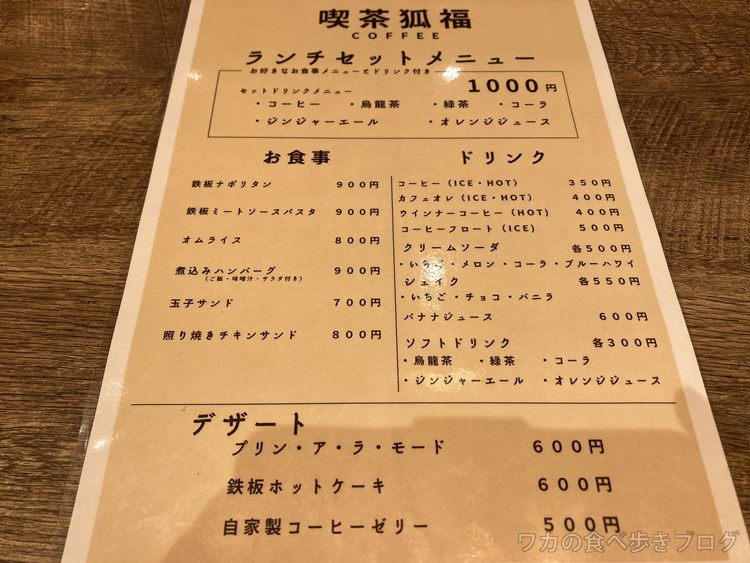 喫茶狐福
COFFEE
ランチセットメニュー
お好きなお食事メニューとドリンク付き
セットドリンクメニュー 1000円
・コーヒー ・烏龍茶 ・緑茶 ・コーラ
・ジンジャーエール ・オレンジジュース
お食事
鉄板ナポリタン 900円
鉄板ミートソースパスタ 900円
オムライス 800円
煮込みハンバーグ 900円
(ご飯・味噌汁・サラダ付き)
玉子サンド 700円
照り焼きチキンサンド 800円
ドリンク
コーヒー(ICE・HOT) 350円
カフェオレ(ICE・HOT) 400円
ウインナーコーヒー(HOT) 400円
コーヒーフロート(ICE) 500円
クリームソーダ 各500円
・いちご・メロン・コーラ・ブルーハワイ
シェイク 各550円
・いちご・チョコ・バニラ
バナナジュース 600円
ソフトドリンク 各300円
・烏龍茶 ・緑茶 ・コーラ
・ジンジャーエール ・オレンジジュース
デザート
プリン・ア・ラ・モード 600円
鉄板ホットケーキ 600円
自家製コーヒーゼリー 500円
ワカの食べ歩きブログ